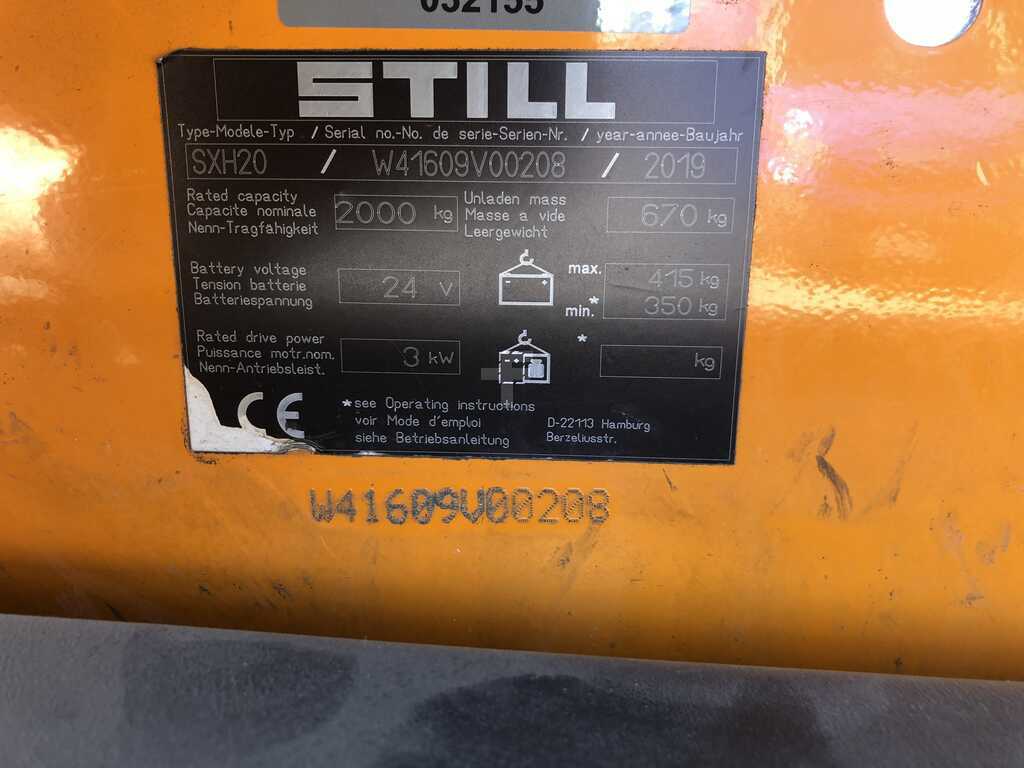 032155
STILL
Type-Modele-Typ / Serial no.-No. de serie-Serien-Nr. / year-annee-Baujahr
SXH20 / W41609V00208 / 2019
Rated capacity
Capacite nominale
Nenn-Tragfähigkeit
2000 kg
Unladen mass
Masse a vide
Leergewicht
670 kg
Battery voltage
Tension batterie
Batteriespannung
24 V
max. 415 kg
min. * 350 kg
Rated drive power
Puissance motr.nom.
Nenn-Antriebsleist.
3 kW
* kg
CE
*see Operating instructions
voir Mode d'emploi
siehe Betriebsanleitung
D-22113 Hamburg
Berzeliusstr.
W41609V00208